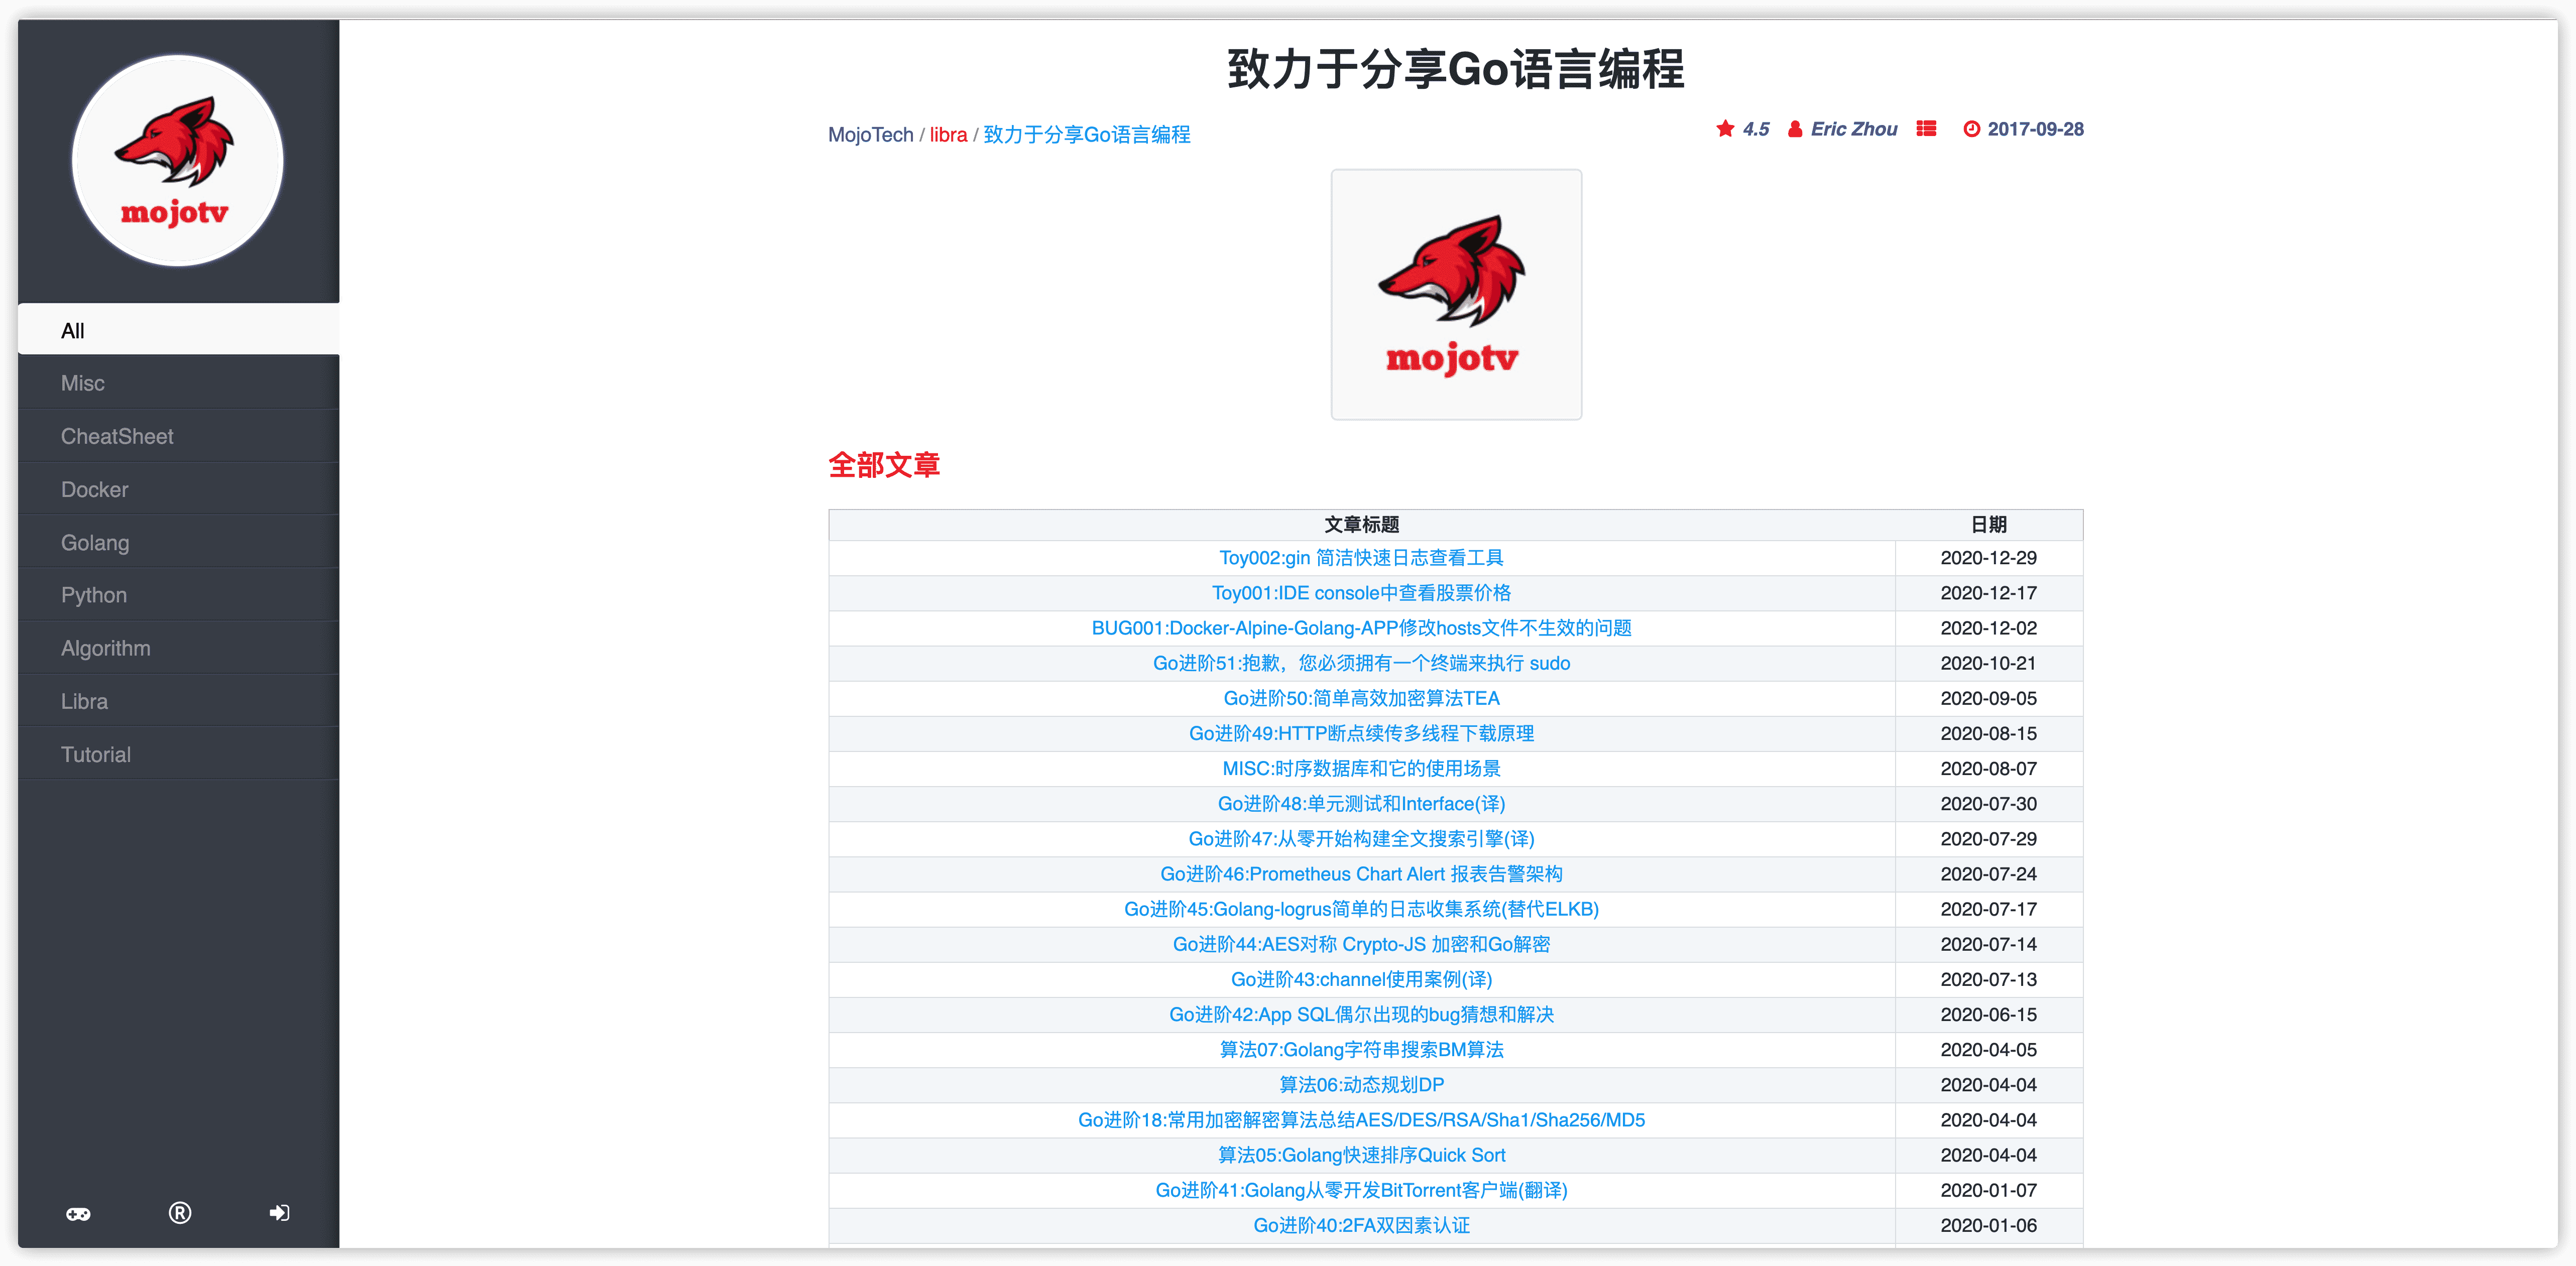 mojotv
All
Misc
CheatSheet
Docker
Golang
Python
Algorithm
Libra
Tutorial
致力于分享Go语言编程
MojoTech / libra / 致力于分享Go语言编程
4.5 Eric Zhou 2017-09-28
mojotv
全部文章
文章标题 日期
Toy002:gin 简洁快速日志查看工具 2020-12-29
Toy001:IDE console中查看股票价格 2020-12-17
BUG001:Docker-Alpine-Golang-APP修改hosts文件不生效的问题 2020-12-02
Go进阶51:抱歉，您必须拥有一个终端来执行 sudo 2020-10-21
Go进阶50:简单高效加密算法TEA 2020-09-05
Go进阶49:HTTP断点续传多线程下载原理 2020-08-15
MISC:时序数据库和它的使用场景 2020-08-07
Go进阶48:单元测试和Interface(译) 2020-07-30
Go进阶47:从零开始构建全文搜索引擎(译) 2020-07-29
Go进阶46:Prometheus Chart Alert 报表告警架构 2020-07-24
Go进阶45:Golang-logrus简单的日志收集系统(替代ELKB) 2020-07-17
Go进阶44:AES对称 Crypto-JS 加密和Go解密 2020-07-14
Go进阶43:channel使用案例(译) 2020-07-13
Go进阶42:App SQL偶尔出现的bug猜想和解决 2020-06-15
算法07:Golang字符串搜索BM算法 2020-04-05
算法06:动态规划DP 2020-04-04
Go进阶18:常用加密解密算法总结AES/DES/RSA/Sha1/Sha256/MD5 2020-04-04
算法05:Golang快速排序Quick Sort 2020-04-04
Go进阶41:Golang从零开发BitTorrent客户端(翻译) 2020-01-07
Go进阶40:2FA双因素认证 2020-01-06